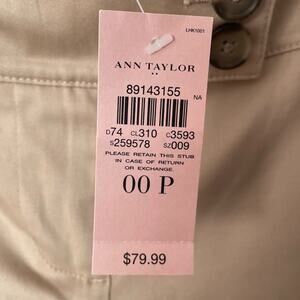 LHK1001
ANN TAYLOR
89143155
NA
D74 CL310 C3593
S259578 SZ009
PLEASE RETAIN THIS STUB
IN CASE OF RETURN
OR EXCHANGE.
00 P
$79.99